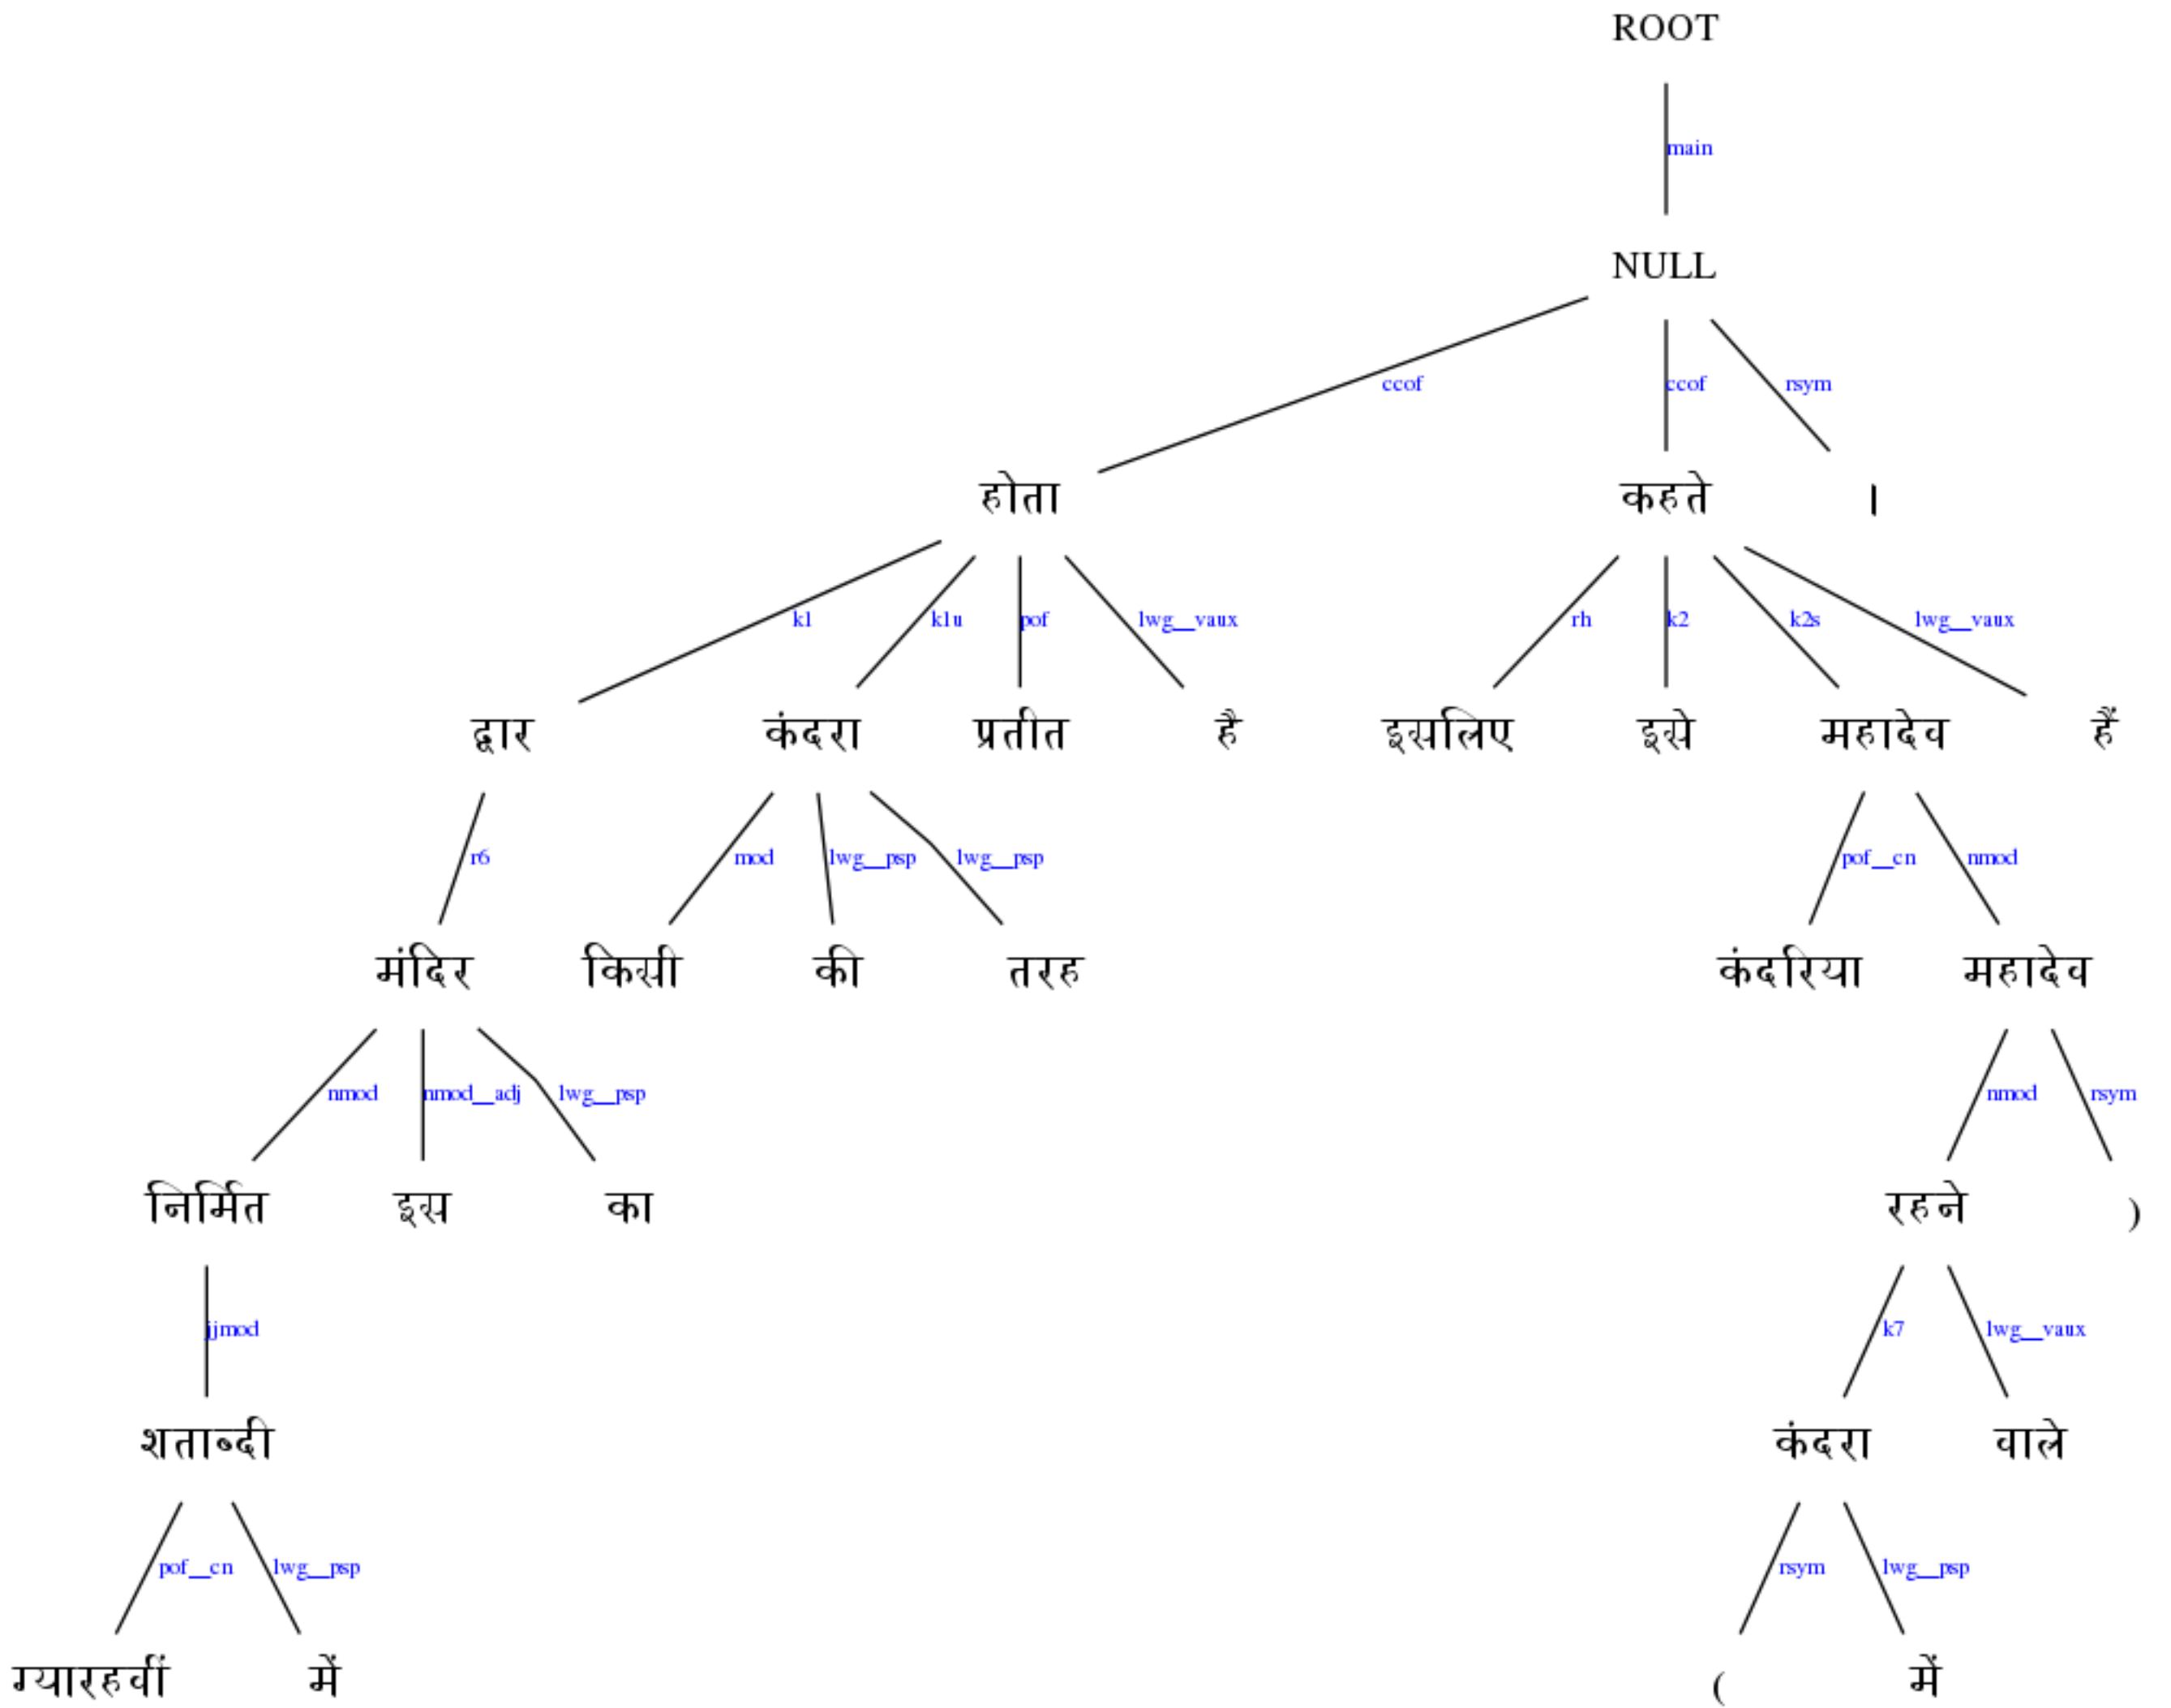 ROOT
main
NULL
ccof ccof rsym
होता कहते ।
k1 k1u pof lwg__vaux rh k2 k2s lwg__vaux
द्वार कंदरा प्रतीत है इसलिए इसे महादेव हैं
r6 mod lwg__psp lwg__psp pof__cn nmod
मंदिर किसी की तरह कंदरिया महादेव
nmod nmod__adj lwg__psp nmod rsym
निर्मित इस का रहने )
jjmod k7 lwg__vaux
शताब्दी कंदरा वाले
pof__cn lwg__psp rsym lwg__psp
ग्यारहवीं में ( में